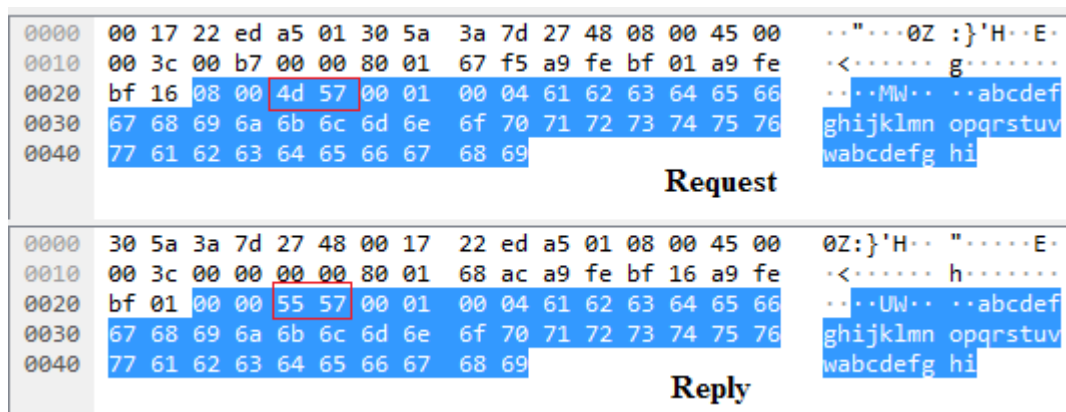 0000 00 17 22 ed a5 01 30 5a 3a 7d 27 48 08 00 45 00 ··"···0Z :}'H··E·
0010 00 3c 00 b7 00 00 80 01 67 f5 a9 fe bf 01 a9 fe ·<······ g·······
0020 bf 16 08 00 4d 57 00 01 00 04 61 62 63 64 65 66 ····MW·· ··abcdef
0030 67 68 69 6a 6b 6c 6d 6e 6f 70 71 72 73 74 75 76 ghijklmn opqrstuv
0040 77 61 62 63 64 65 66 67 68 69 wabcdefg hi
Request
0000 30 5a 3a 7d 27 48 00 17 22 ed a5 01 08 00 45 00 0Z:}'H·· "·····E·
0010 00 3c 00 00 00 00 80 01 68 ac a9 fe bf 16 a9 fe ·<······ h·······
0020 bf 01 00 00 55 57 00 01 00 04 61 62 63 64 65 66 ····UW·· ··abcdef
0030 67 68 69 6a 6b 6c 6d 6e 6f 70 71 72 73 74 75 76 ghijklmn opqrstuv
0040 77 61 62 63 64 65 66 67 68 69 wabcdefg hi
Reply